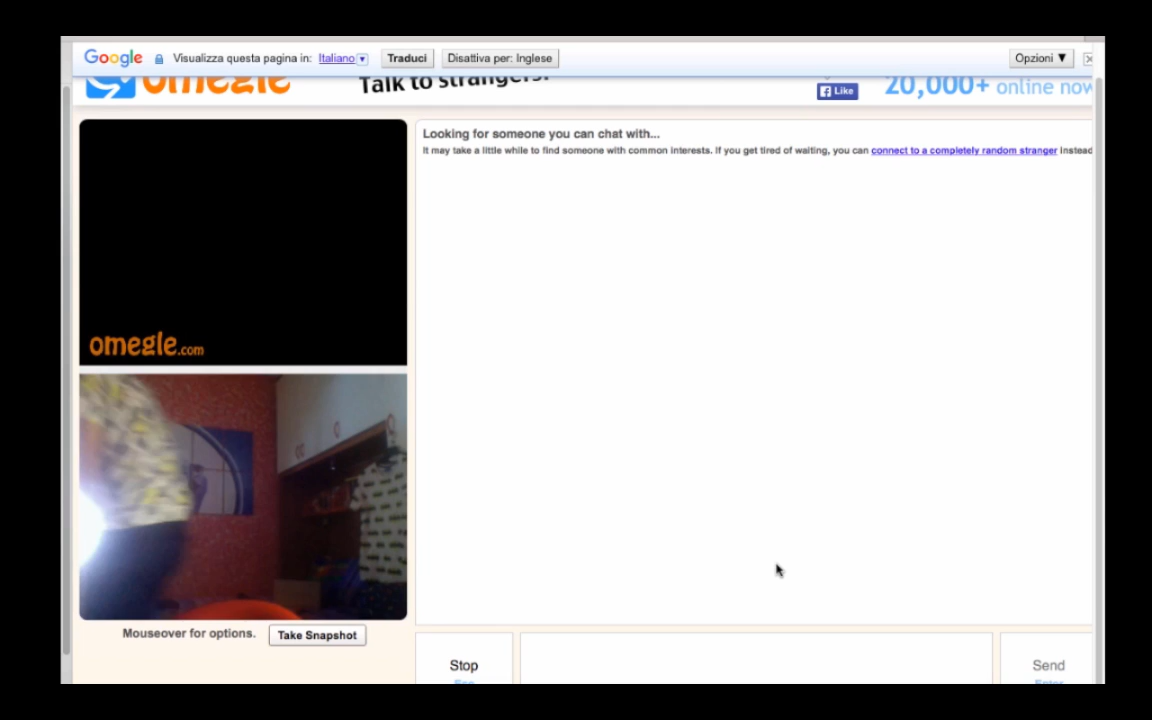 Google Visualizza questa pagina in: Italiano Traduci Disattiva per: Inglese Opzioni ▼
omegle Talk to strangers! Like 20,000+ online now
Looking for someone you can chat with...
It may take a little while to find someone with common interests. If you get tired of waiting, you can connect to a completely random stranger instead
omegle.com
Mouseover for options. Take Snapshot
Stop Send
Esc Enter